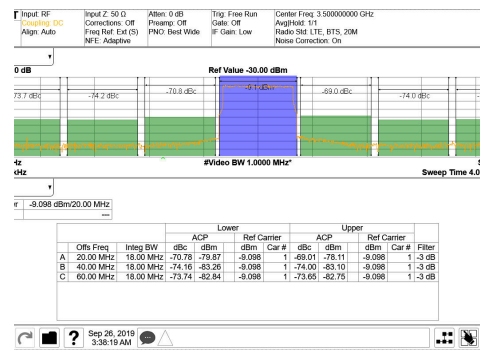 Input: RF
Coupling: DC
Align: Auto
Input Z: 50 Ω
Corrections: Off
Freq Ref: Ext (S)
NFE: Adaptive
Atten: 0 dB
Preamp: Off
PNO: Best Wide
Trig: Free Run
Gate: Off
IF Gain: Low
Center Freq: 3.500000000 GHz
Avg|Hold: 1/1
Radio Std: LTE, BTS, 20M
Noise Correction: On
0 dB Ref Value -30.00 dBm
73.7 dBc -74.2 dBc -70.8 dBc -9.1 dBm -69.0 dBc -74.0 dBc
Hz #Video BW 1.0000 MHz*
kHz Sweep Time 4.0
-9.098 dBm/20.00 MHz
---
Lower Upper
ACP Ref Carrier ACP Ref Carrier
Offs Freq Integ BW dBc dBm dBm Car # dBc dBm dBm Car # Filter
A 20.00 MHz 18.00 MHz -70.78 -79.87 -9.098 1 -69.01 -78.11 -9.098 1 -3 dB
B 40.00 MHz 18.00 MHz -74.16 -83.26 -9.098 1 -74.00 -83.10 -9.098 1 -3 dB
C 60.00 MHz 18.00 MHz -73.74 -82.84 -9.098 1 -73.65 -82.75 -9.098 1 -3 dB
? Sep 26, 2019
3:38:19 AM